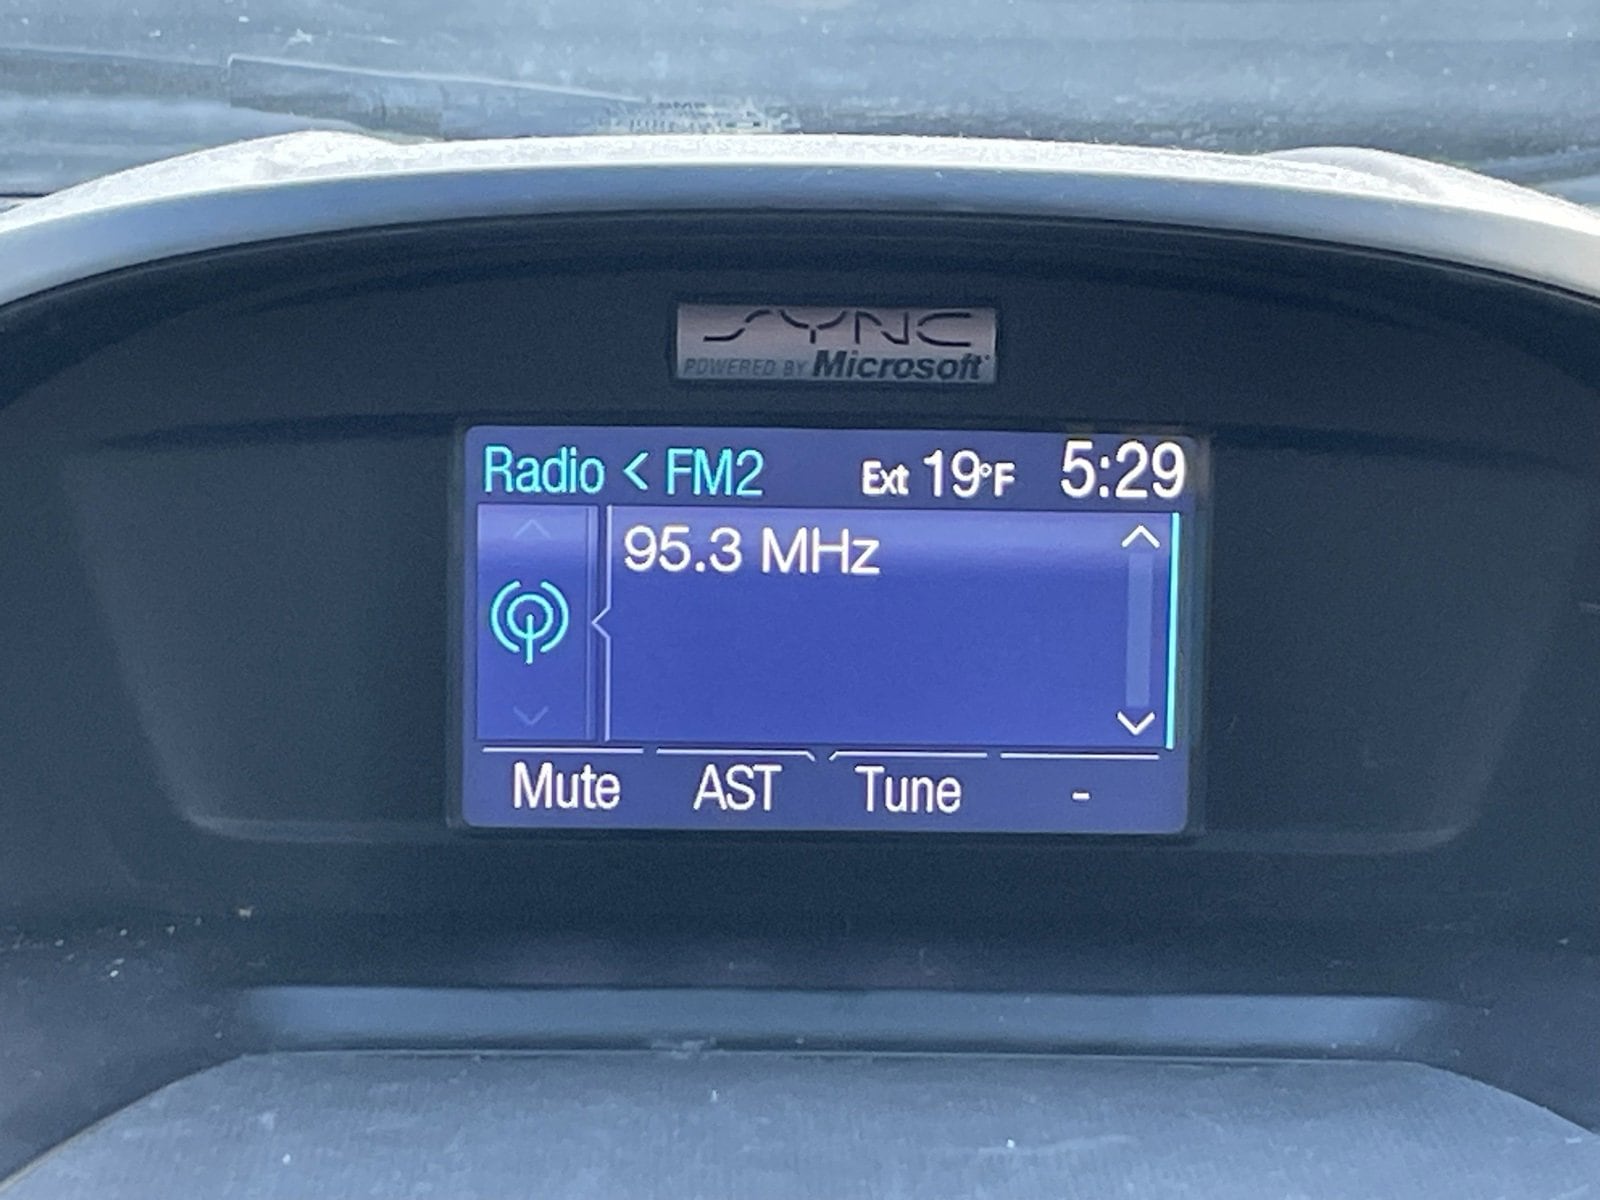 SYNC
POWERED BY Microsoft
Radio < FM2 Ext 19°F 5:29
95.3 MHz
Mute AST Tune -